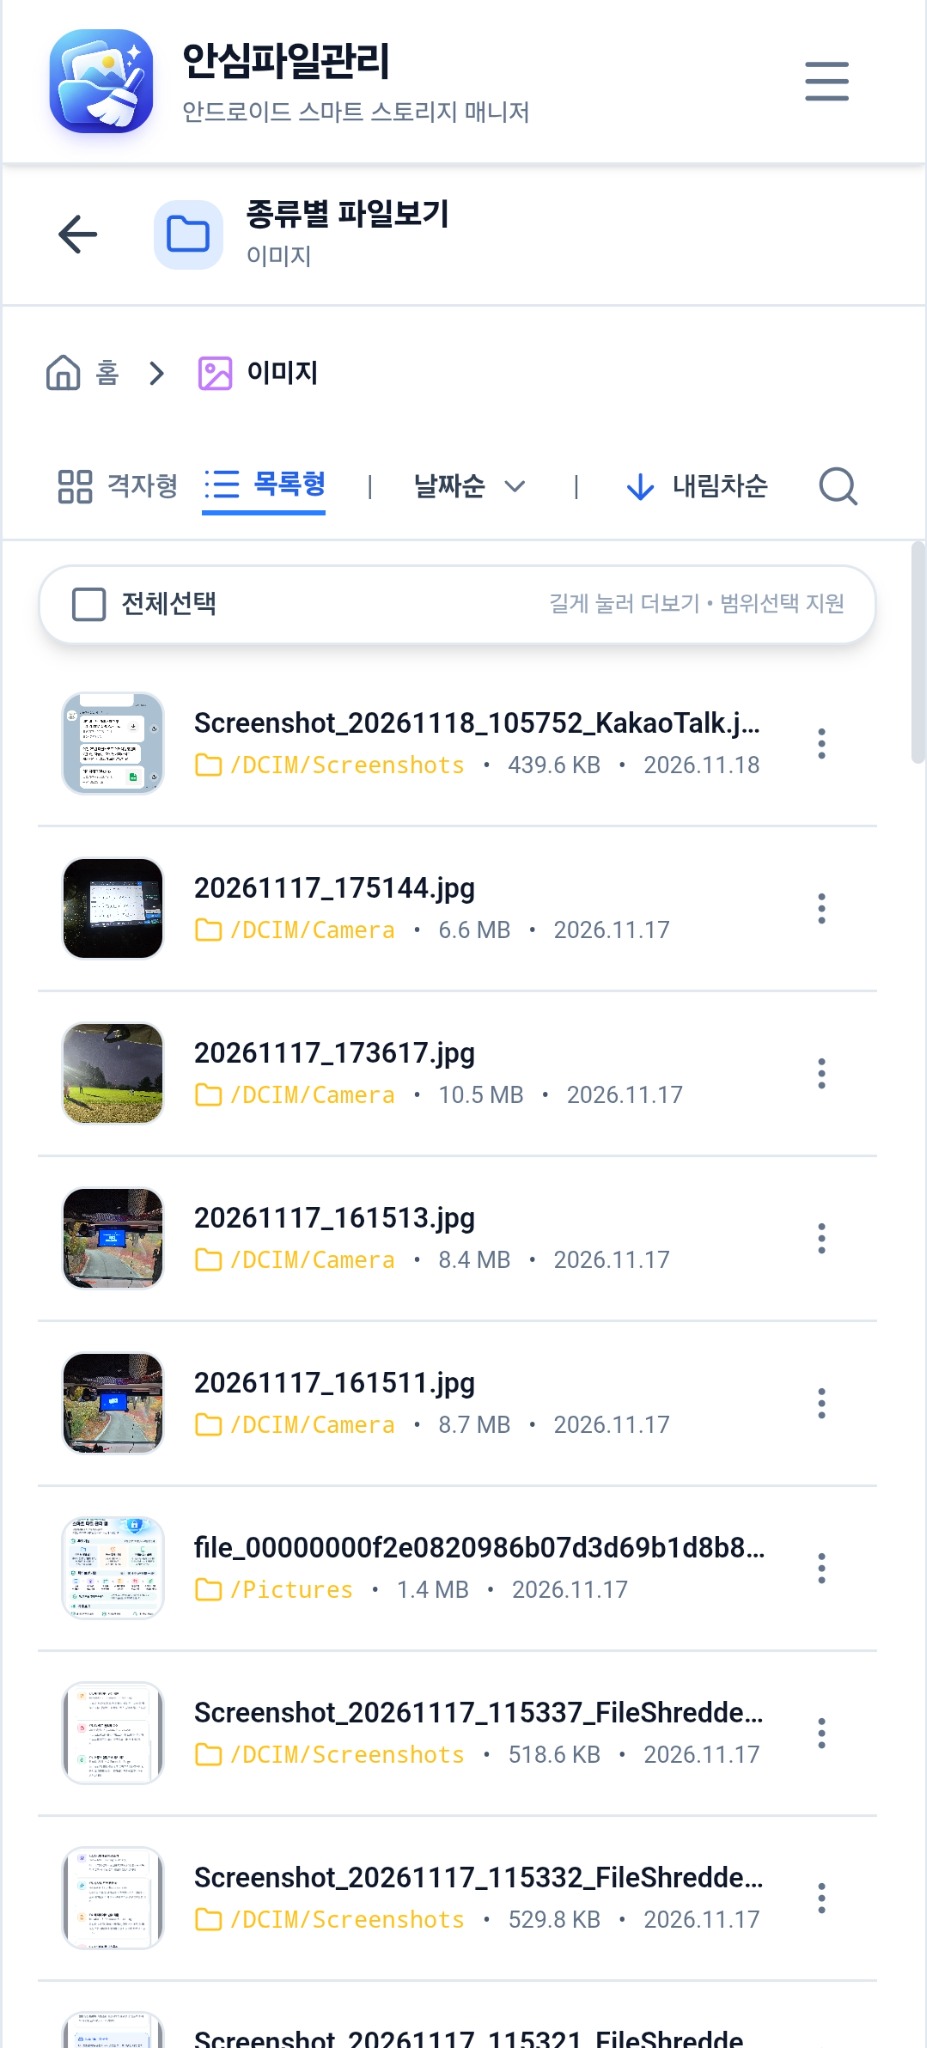 안심파일관리
안드로이드 스마트 스토리지 매니저
종류별 파일보기
이미지
홈 이미지
격자형 목록형 | 날짜순 | 내림차순
전체선택 길게 눌러 더보기 • 범위선택 지원
Screenshot_20261118_105752_KakaoTalk.j...
/DCIM/Screenshots • 439.6 KB • 2026.11.18
20261117_175144.jpg
/DCIM/Camera • 6.6 MB • 2026.11.17
20261117_173617.jpg
/DCIM/Camera • 10.5 MB • 2026.11.17
20261117_161513.jpg
/DCIM/Camera • 8.4 MB • 2026.11.17
20261117_161511.jpg
/DCIM/Camera • 8.7 MB • 2026.11.17
file_00000000f2e0820986b07d3d69b1d8b8...
/Pictures • 1.4 MB • 2026.11.17
Screenshot_20261117_115337_FileShredde...
/DCIM/Screenshots • 518.6 KB • 2026.11.17
Screenshot_20261117_115332_FileShredde...
/DCIM/Screenshots • 529.8 KB • 2026.11.17
Screenshot_20261117_115321_FileShredde